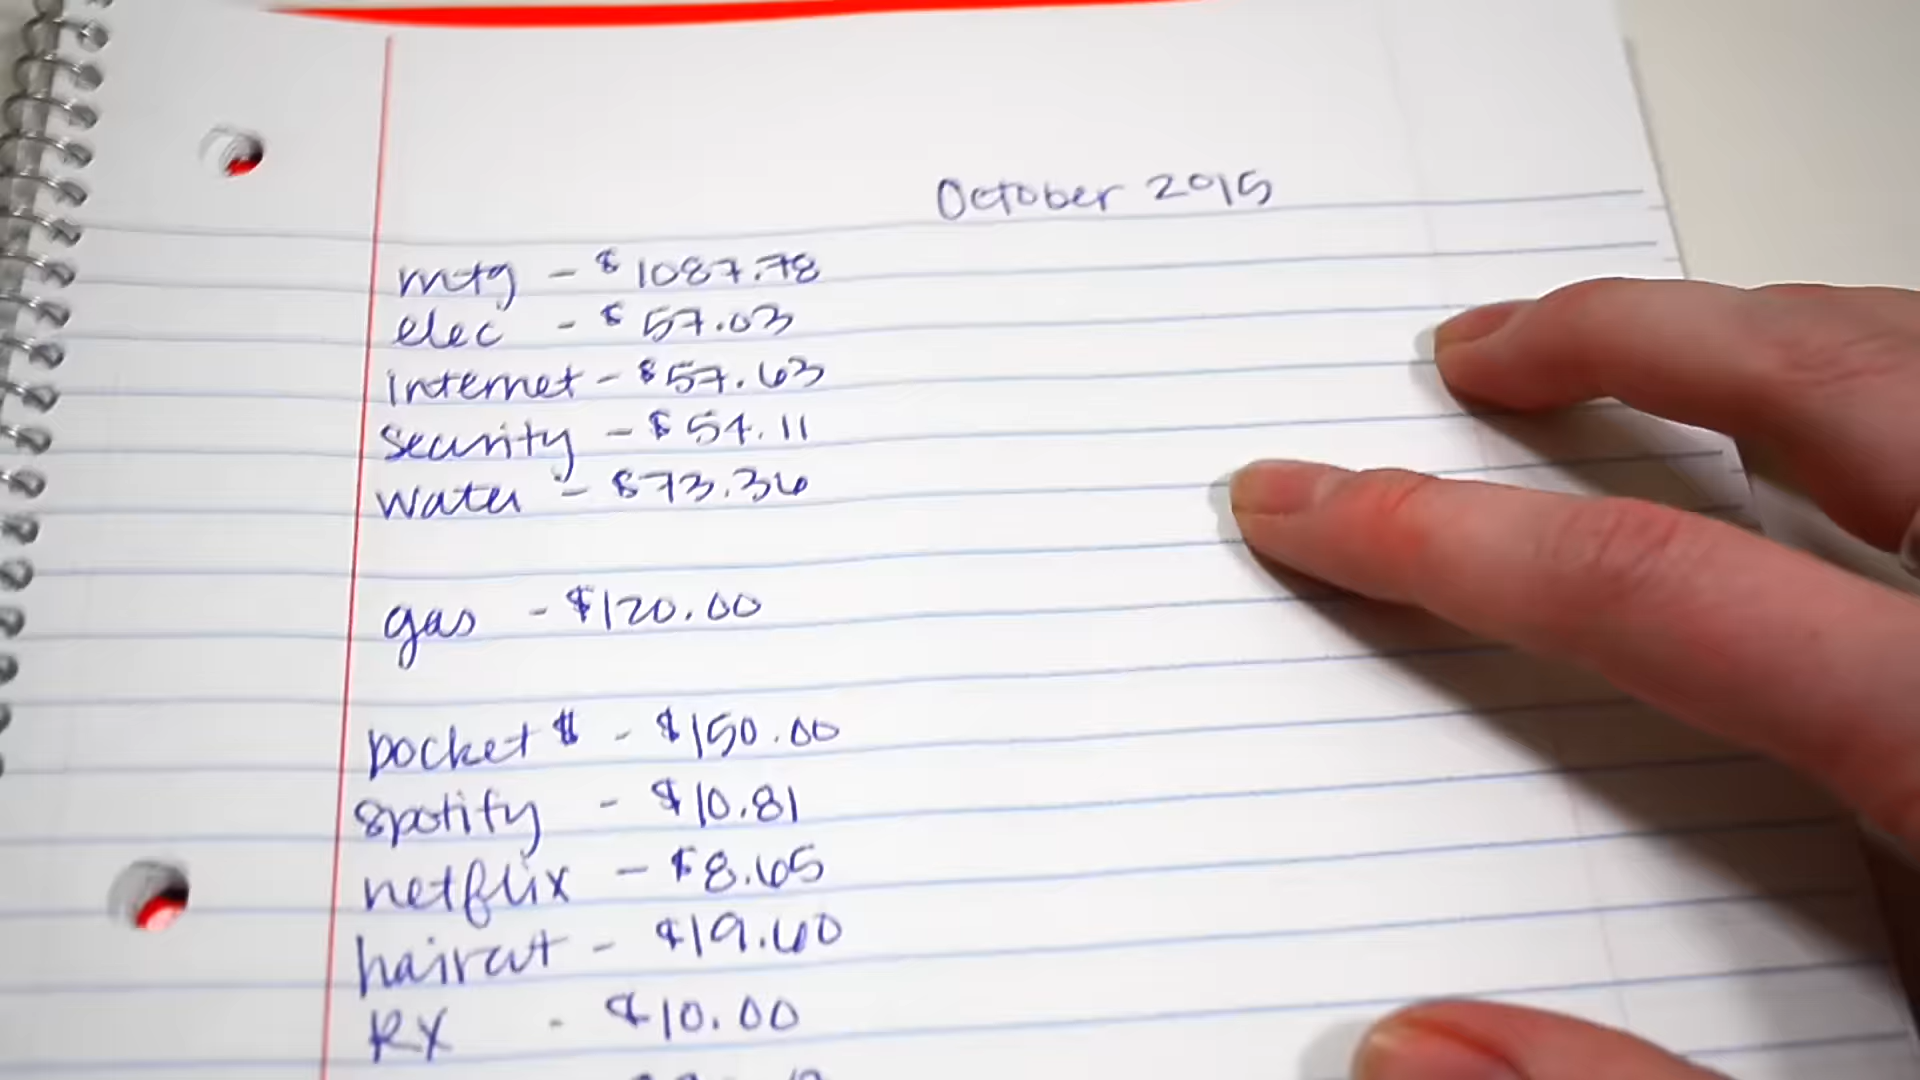 October 2015
mtg - $1087.78
elec - $57.03
internet - $57.63
security - $54.11
water - $73.36
gas - $120.00
pocket $ - $150.00
spotify - $10.81
netflix - $8.65
haircut - $19.60
RX - $10.00